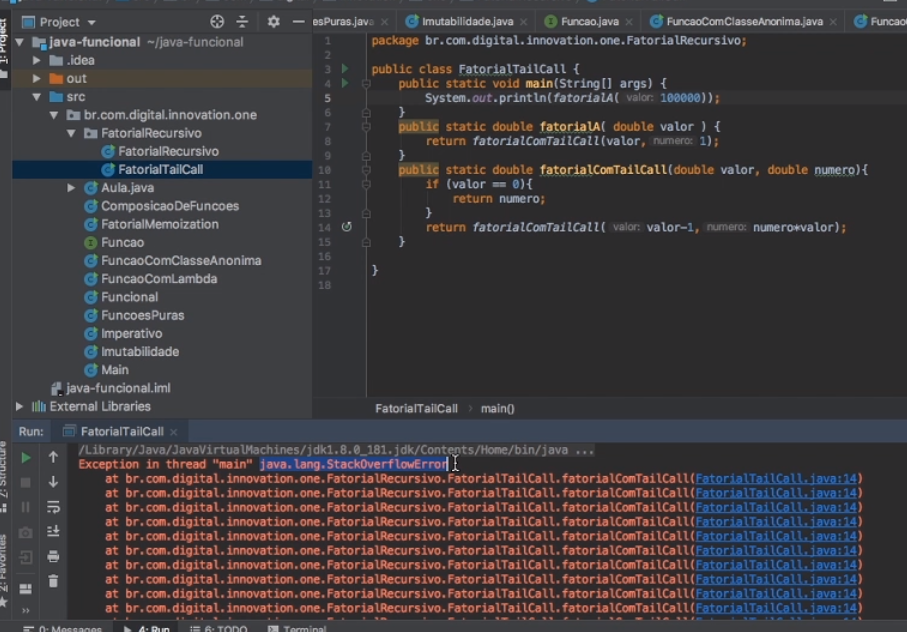 1: Project
Project
esPuras.java
Imutabilidade.java
Funcao.java
FuncaoComClasseAnonima.java
Funcao
java-funcional ~/java-funcional
.idea
out
src
br.com.digital.innovation.one
FatorialRecursivo
FatorialRecursivo
FatorialTailCall
Aula.java
ComposicaoDeFuncoes
FatorialMemoization
Funcao
FuncaoComClasseAnonima
FuncaoComLambda
Funcional
FuncoesPuras
Imperativo
Imutabilidade
Main
java-funcional.iml
External Libraries
1 package br.com.digital.innovation.one.FatorialRecursivo;
2
3 public class FatorialTailCall {
4 public static void main(String[] args) {
5 System.out.println(fatorialA( valor: 100000));
6 }
7 public static double fatorialA( double valor ) {
8 return fatorialComTailCall(valor, numero: 1);
9 }
10 public static double fatorialComTailCall(double valor, double numero){
11 if (valor == 0){
12 return numero;
13 }
14 return fatorialComTailCall( valor: valor-1, numero: numero*valor);
15 }
16
17 }
18
FatorialTailCall > main()
Run: FatorialTailCall
/Library/Java/JavaVirtualMachines/jdk1.8.0_181.jdk/Contents/Home/bin/java ...
Exception in thread "main" java.lang.StackOverflowError
at br.com.digital.innovation.one.FatorialRecursivo.FatorialTailCall.fatorialComTailCall(FatorialTailCall.java:14)
at br.com.digital.innovation.one.FatorialRecursivo.FatorialTailCall.fatorialComTailCall(FatorialTailCall.java:14)
at br.com.digital.innovation.one.FatorialRecursivo.FatorialTailCall.fatorialComTailCall(FatorialTailCall.java:14)
at br.com.digital.innovation.one.FatorialRecursivo.FatorialTailCall.fatorialComTailCall(FatorialTailCall.java:14)
at br.com.digital.innovation.one.FatorialRecursivo.FatorialTailCall.fatorialComTailCall(FatorialTailCall.java:14)
at br.com.digital.innovation.one.FatorialRecursivo.FatorialTailCall.fatorialComTailCall(FatorialTailCall.java:14)
at br.com.digital.innovation.one.FatorialRecursivo.FatorialTailCall.fatorialComTailCall(FatorialTailCall.java:14)
at br.com.digital.innovation.one.FatorialRecursivo.FatorialTailCall.fatorialComTailCall(FatorialTailCall.java:14)
at br.com.digital.innovation.one.FatorialRecursivo.FatorialTailCall.fatorialComTailCall(FatorialTailCall.java:14)
at br.com.digital.innovation.one.FatorialRecursivo.FatorialTailCall.fatorialComTailCall(FatorialTailCall.java:14)
Z: Structure
2: Favorites
0: Messages
4: Run
6: TODO
Terminal